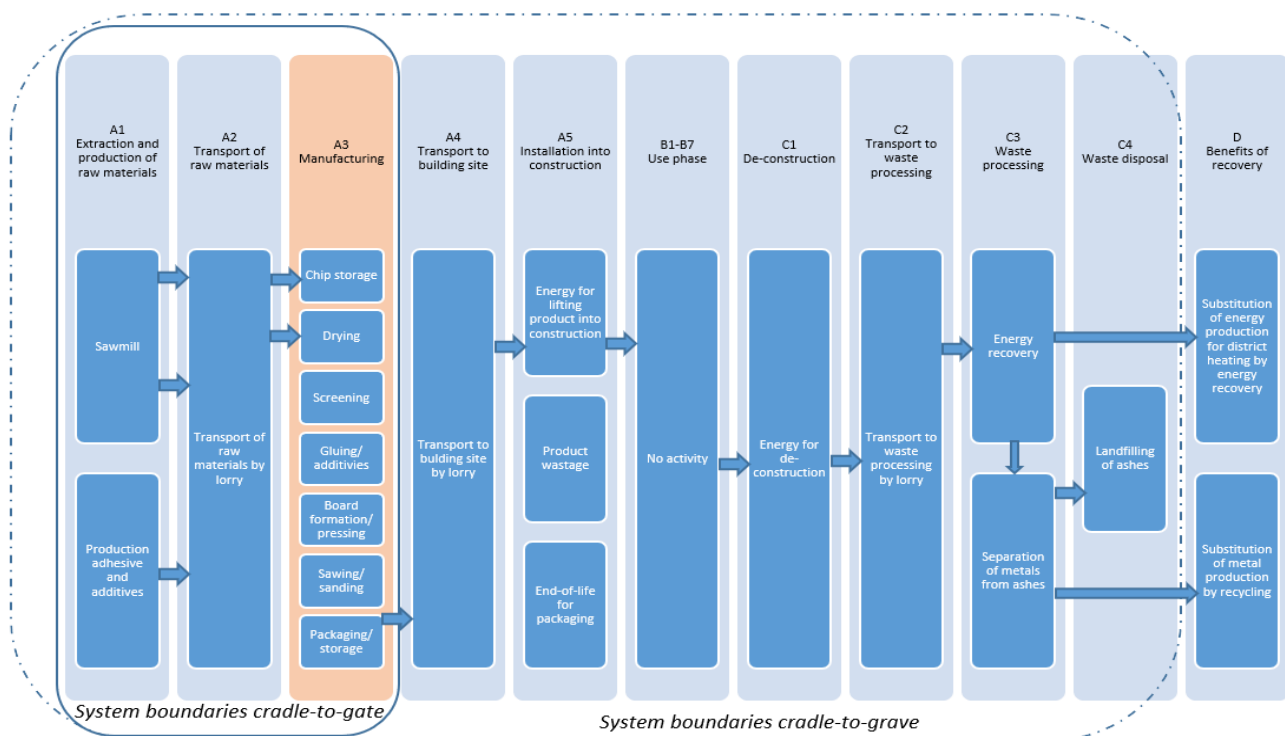 A1
Extraction and
production of
raw materials
A2
Transport of
raw materials
A3
Manufacturing
A4
Transport to
building site
A5
Installation into
construction
B1-B7
Use phase
C1
De-construction
C2
Transport to
waste
processing
C3
Waste
processing
C4
Waste disposal
D
Benefits of
recovery
Sawmill
Production
adhesive and
additives
Transport of
raw
materials by
lorry
Chip storage
Drying
Screening
Gluing/
additivies
Board
formation/
pressing
Sawing/
sanding
Packaging/
storage
Transport to
bulding site
by lorry
Energy for
lifting
product into
construction
Product
wastage
End-of-life for
packaging
No activity
Energy for
de-
construction
Transport to
waste
processing by
lorry
Energy
recovery
Separation of
metals
from ashes
Landfilling
of ashes
Substitution
of energy
production
for district
heating by
energy
recovery
Substitution
of metal
production
by recycling
System boundaries cradle-to-gate
System boundaries cradle-to-grave